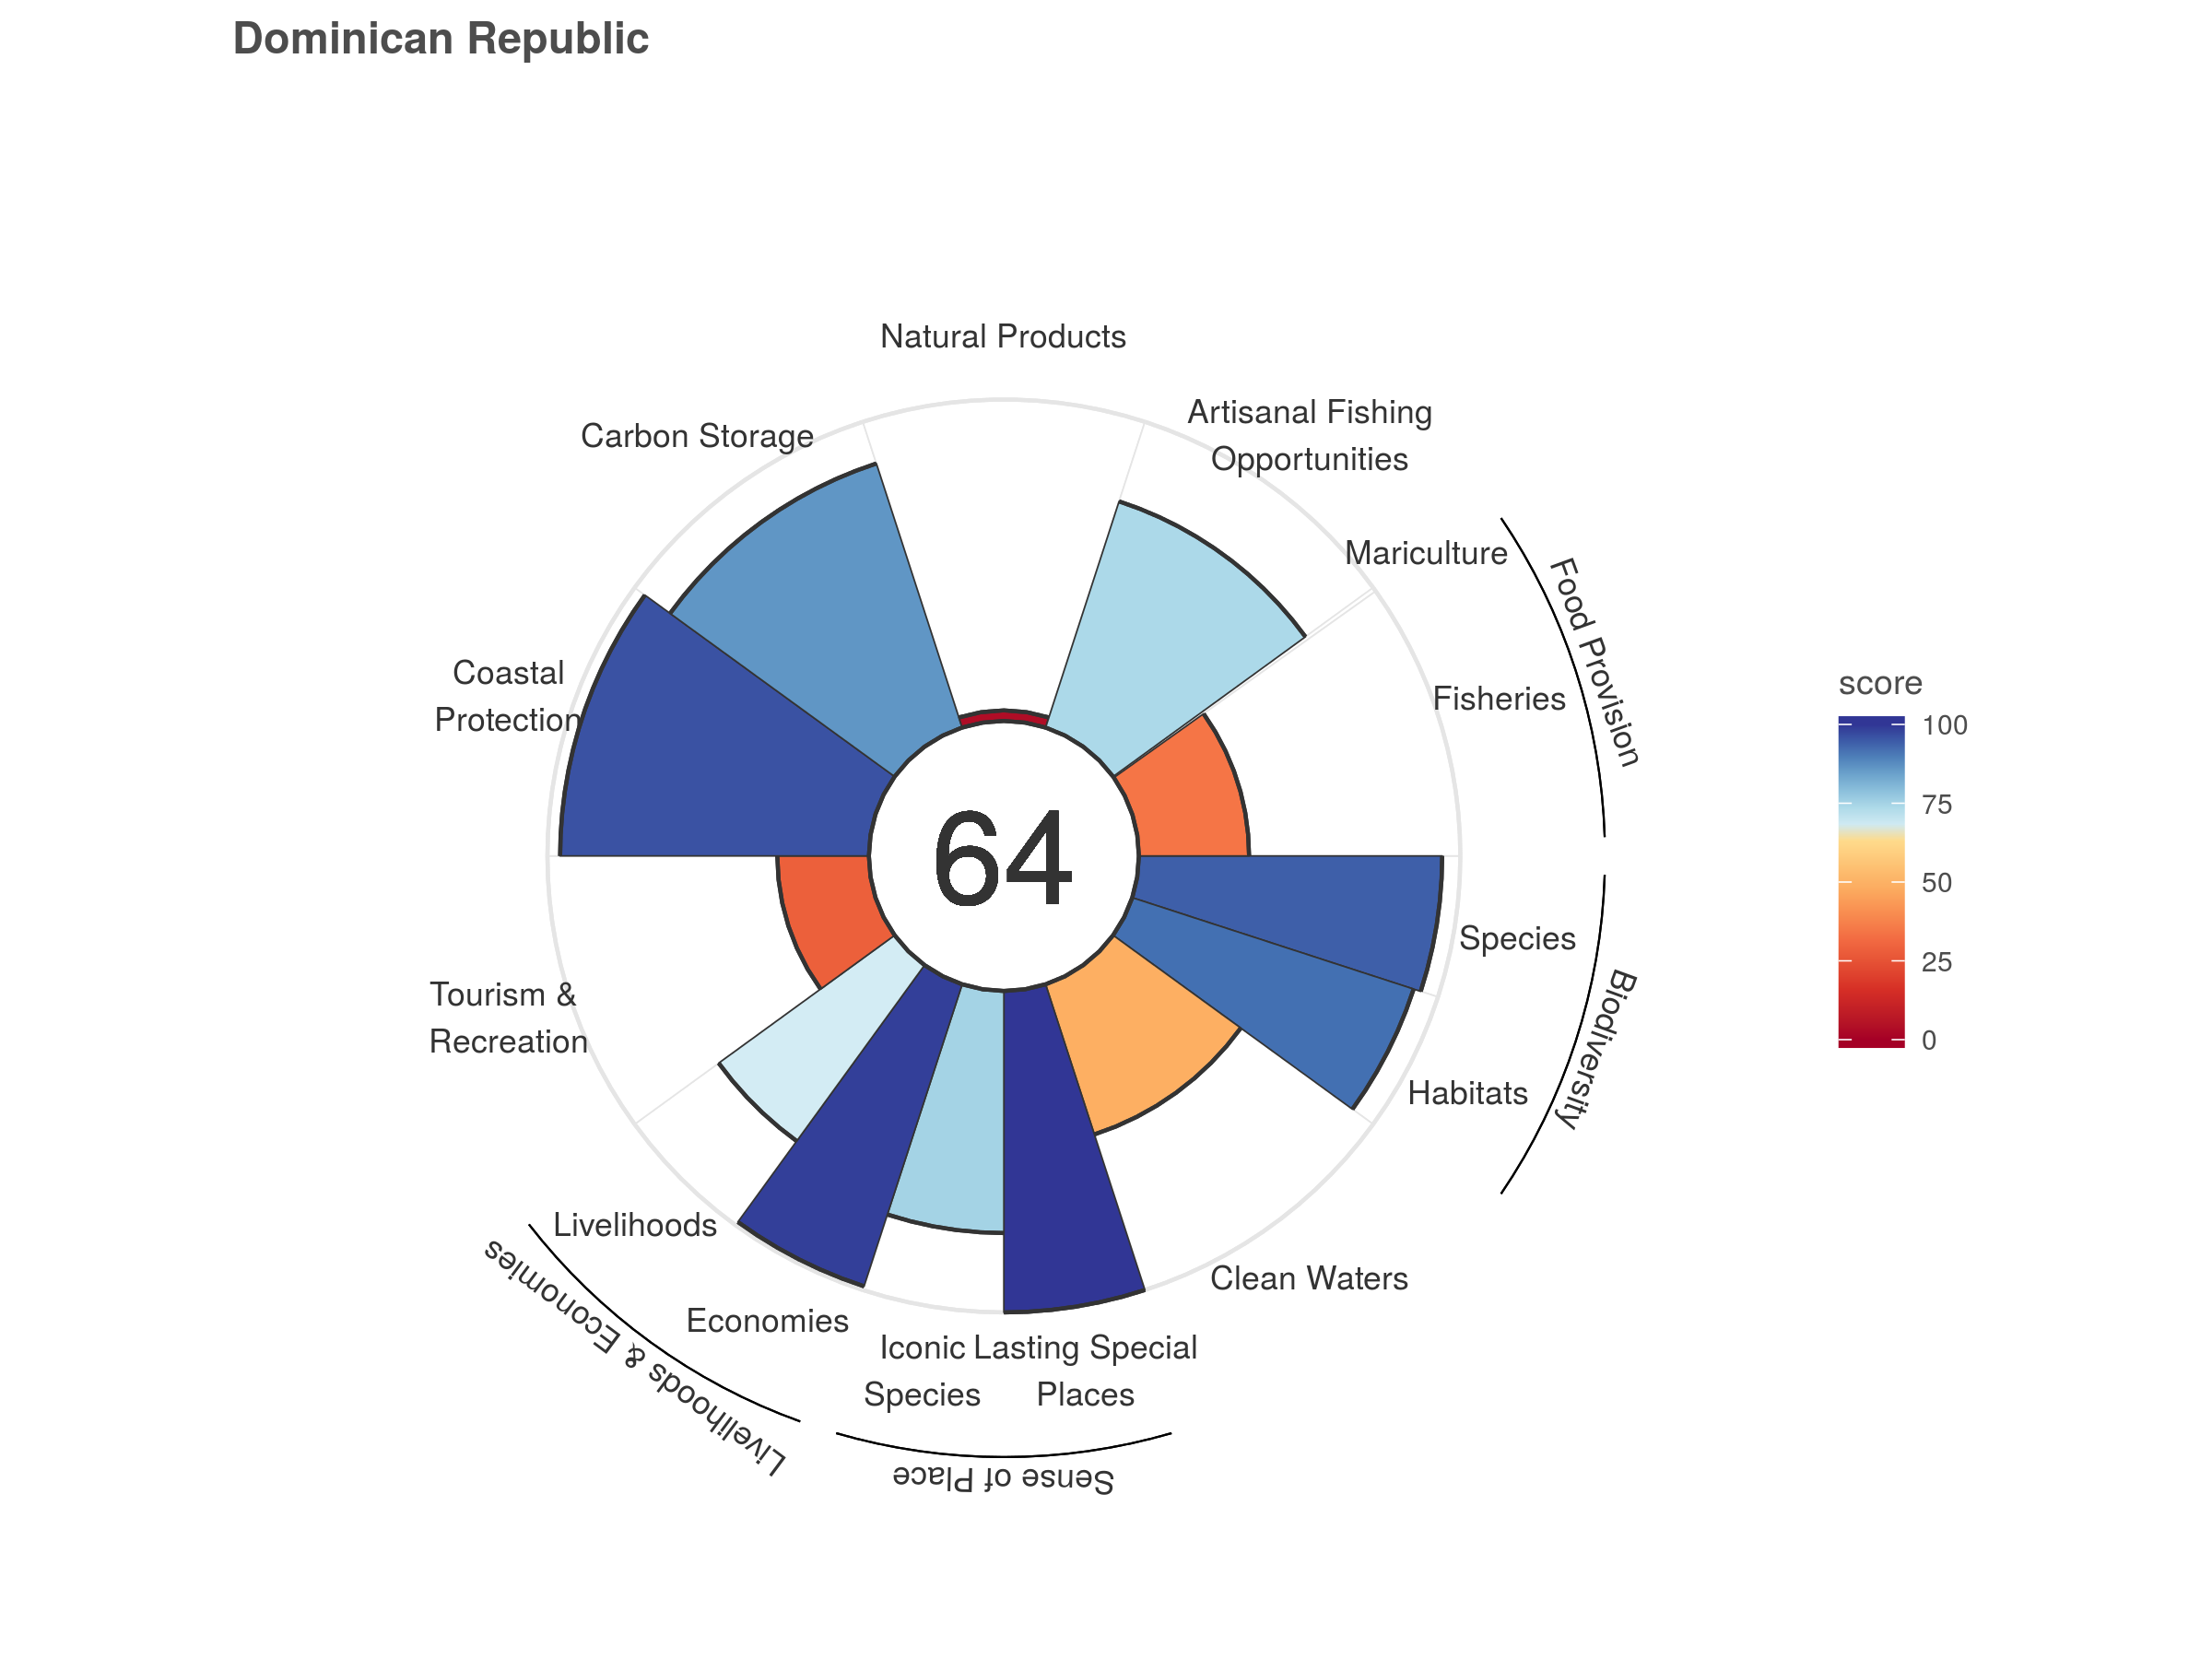 Dominican Republic
Natural Products
Artisanal Fishing
Opportunities
Carbon Storage
Mariculture
Food Provision
Fisheries
Coastal
Protection
score
100
75
50
25
0
64
Species
Biodiversity
Habitats
Tourism &
Recreation
Livelihoods
Livelihoods & Economies
Economies
Clean Waters
Iconic
Species
Lasting Special
Places
Sense of Place